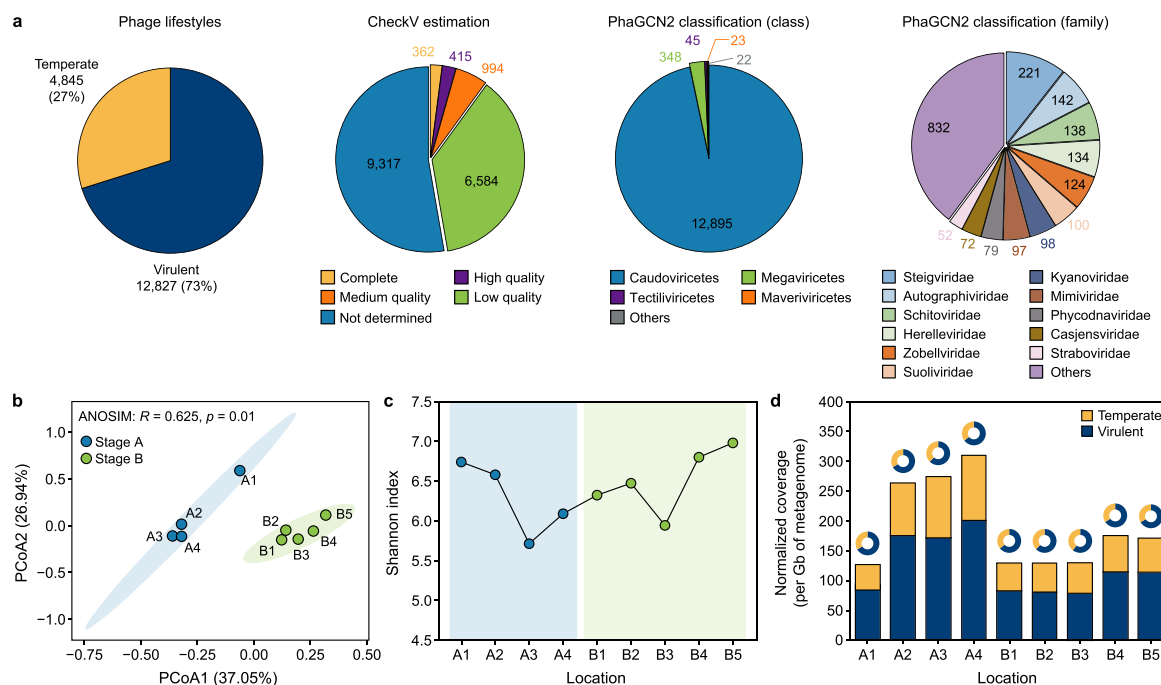 a
Phage lifestyles
Temperate
4,845
(27%)
Virulent
12,827 (73%)
CheckV estimation
362
415
994
9,317
6,584
Complete
High quality
Medium quality
Low quality
Not determined
PhaGCN2 classification (class)
45
23
348
22
12,895
Caudoviricetes
Megaviricetes
Tectiliviricetes
Maveriviricetes
Others
PhaGCN2 classification (family)
221
142
832
138
134
124
100
52
72
79
97
98
Steigviridae
Kyanoviridae
Autographiviridae
Mimiviridae
Schitoviridae
Phycodnaviridae
Herelleviridae
Casjensviridae
Zobellviridae
Straboviridae
Suoliviridae
Others
b
ANOSIM: R = 0.625, p = 0.01
Stage A
Stage B
1.0
0.5
0.0
−0.5
−1.0
PCoA2 (26.94%)
A1
A2
A3
A4
B2
B5
B1
B3
B4
−0.75
−0.50
−0.25
0.00
0.25
0.50
PCoA1 (37.05%)
c
7.5
7.0
6.5
6.0
5.5
5.0
4.5
Shannon index
A1
A2
A3
A4
B1
B2
B3
B4
B5
Location
d
400
350
300
250
200
150
100
50
0
Normalized coverage
(per Gb of metagenome)
Temperate
Virulent
A1
A2
A3
A4
B1
B2
B3
B4
B5
Location